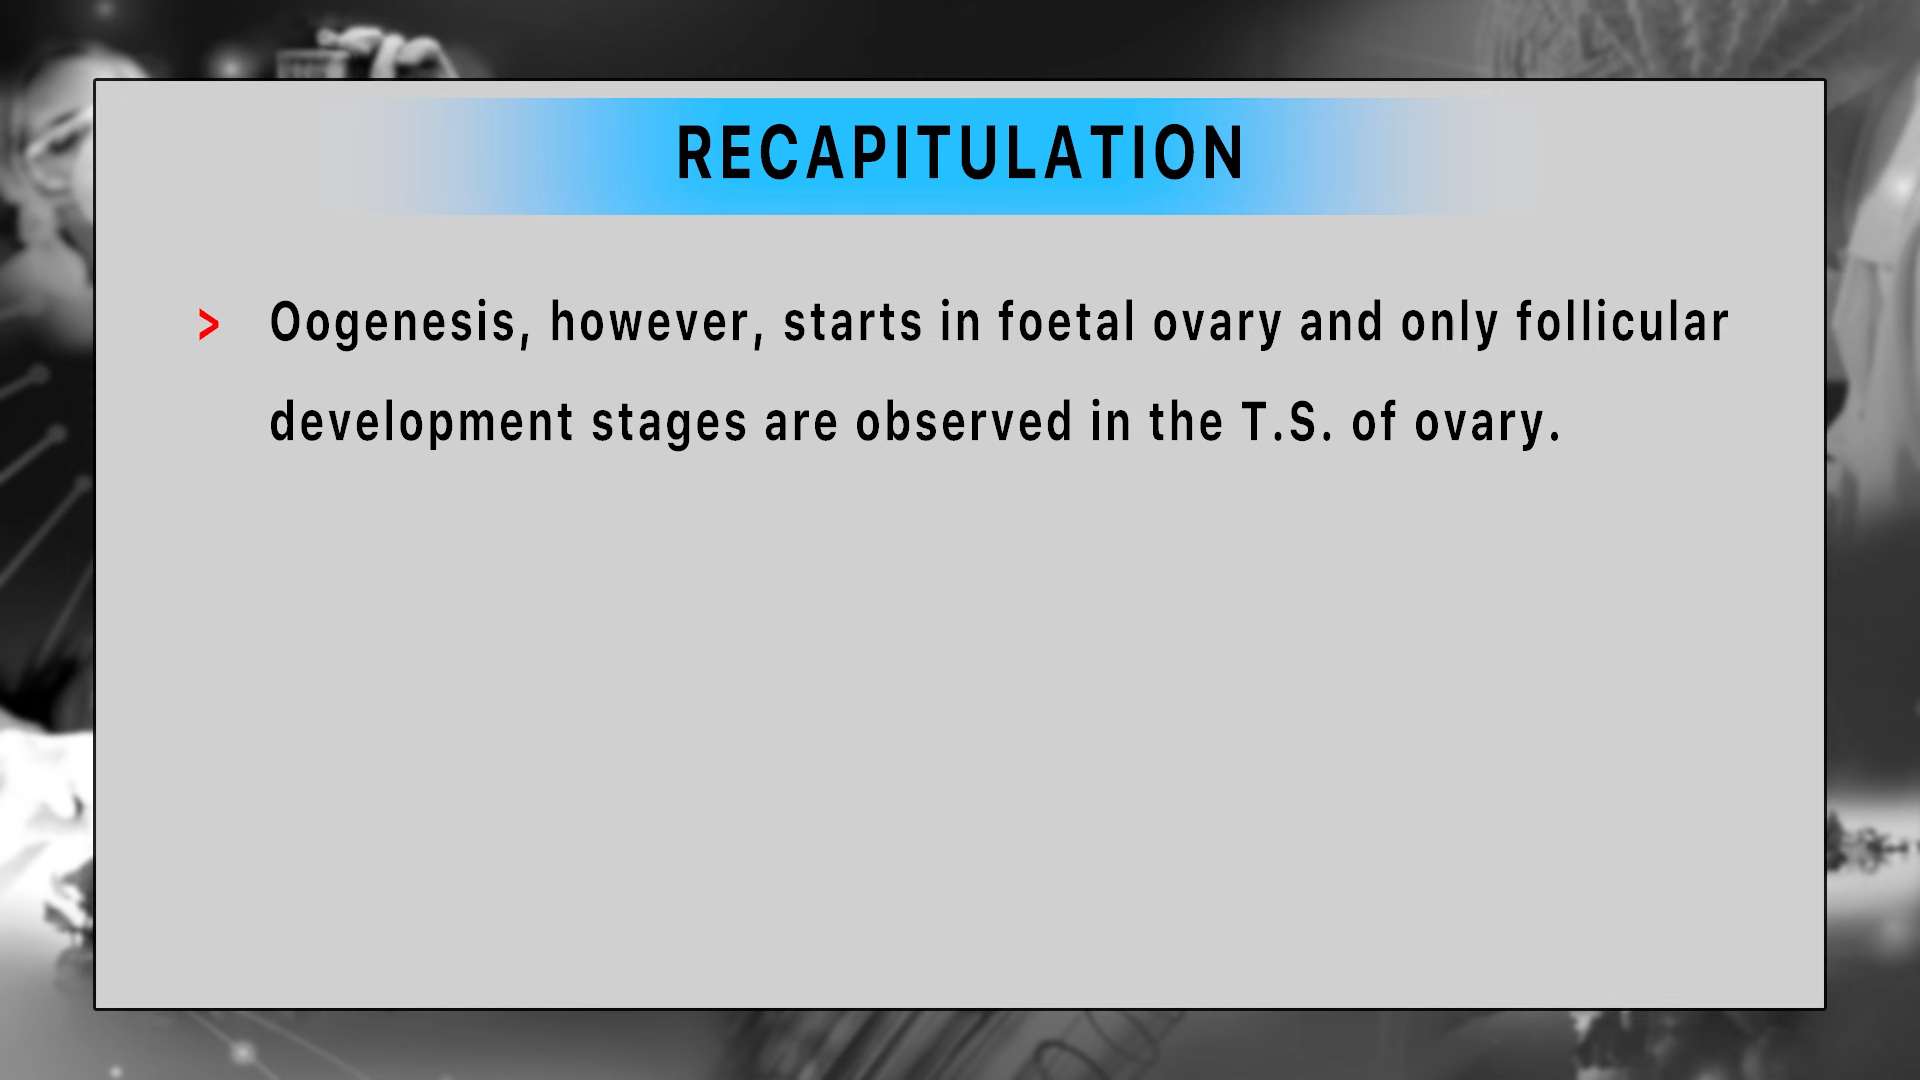 RECAPITULATION
> Oogenesis, however, starts in foetal ovary and only follicular
development stages are observed in the T.S. of ovary.